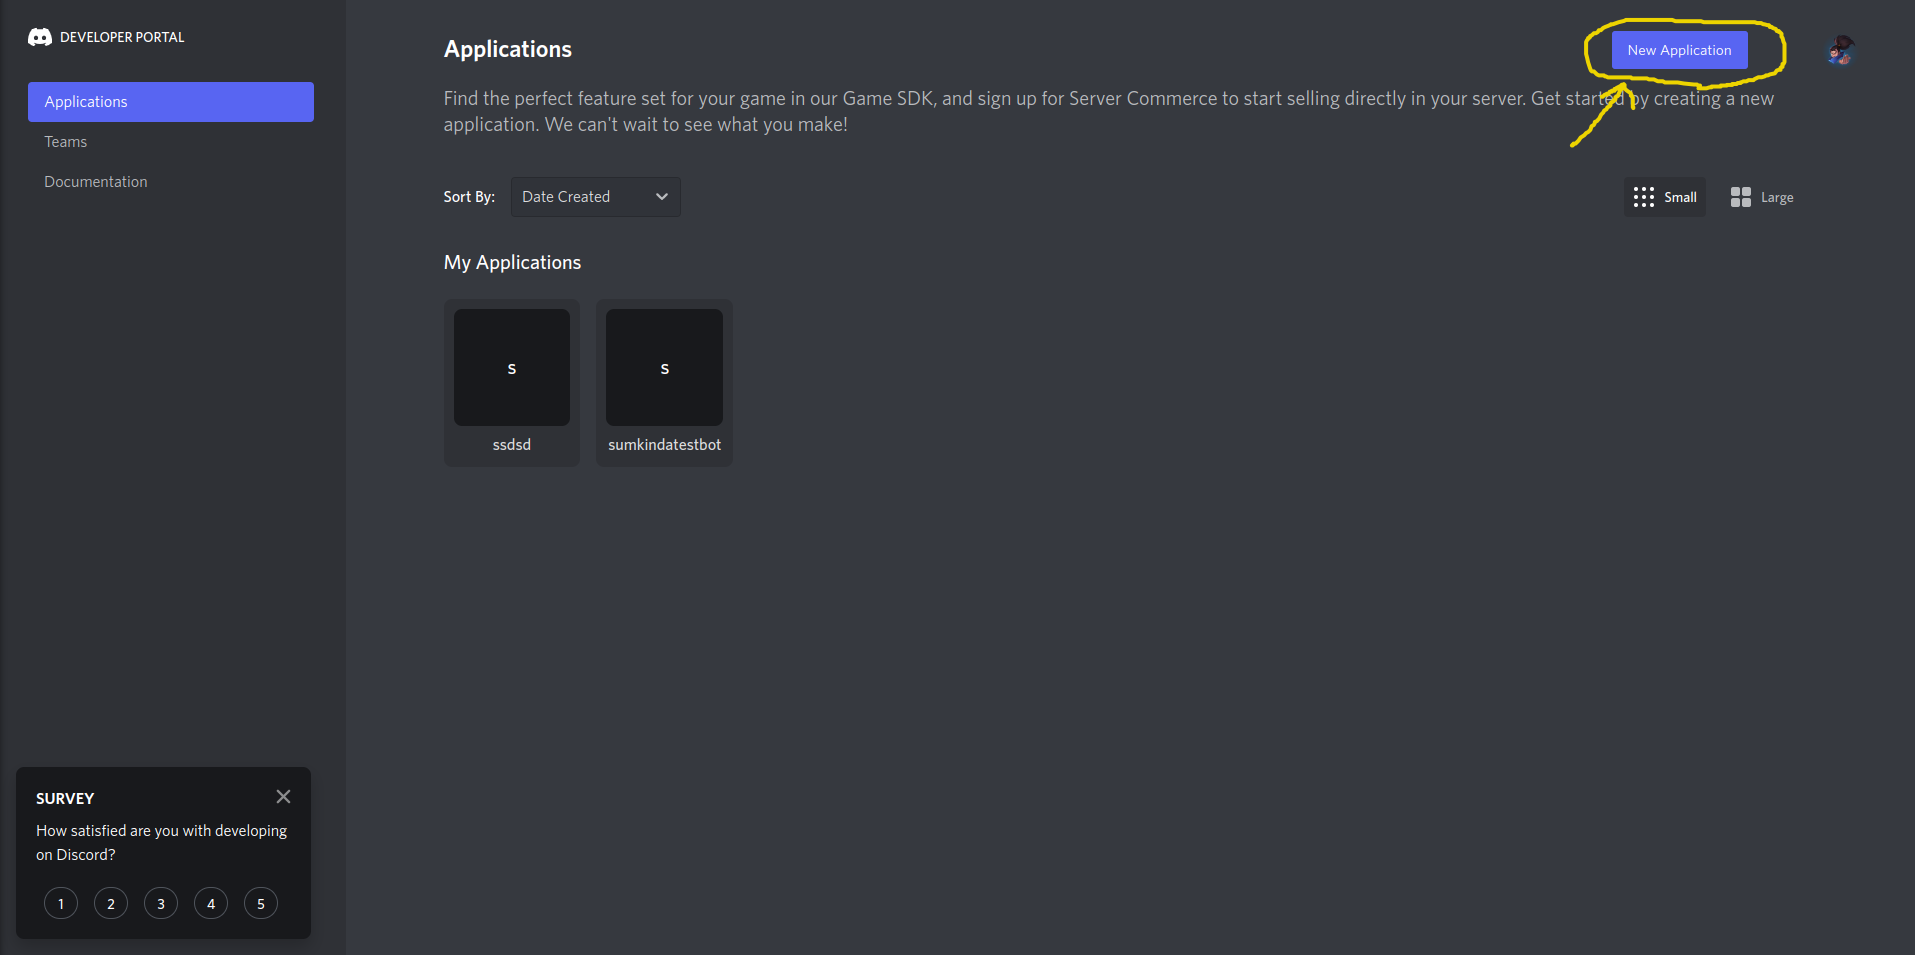 DEVELOPER PORTAL
Applications
Teams
Documentation
Applications
New Application
Find the perfect feature set for your game in our Game SDK, and sign up for Server Commerce to start selling directly in your server. Get started by creating a new
application. We can't wait to see what you make!
Sort By: Date Created
Small Large
My Applications
S S
ssdsd sumkindatestbot
SURVEY
How satisfied are you with developing
on Discord?
1 2 3 4 5